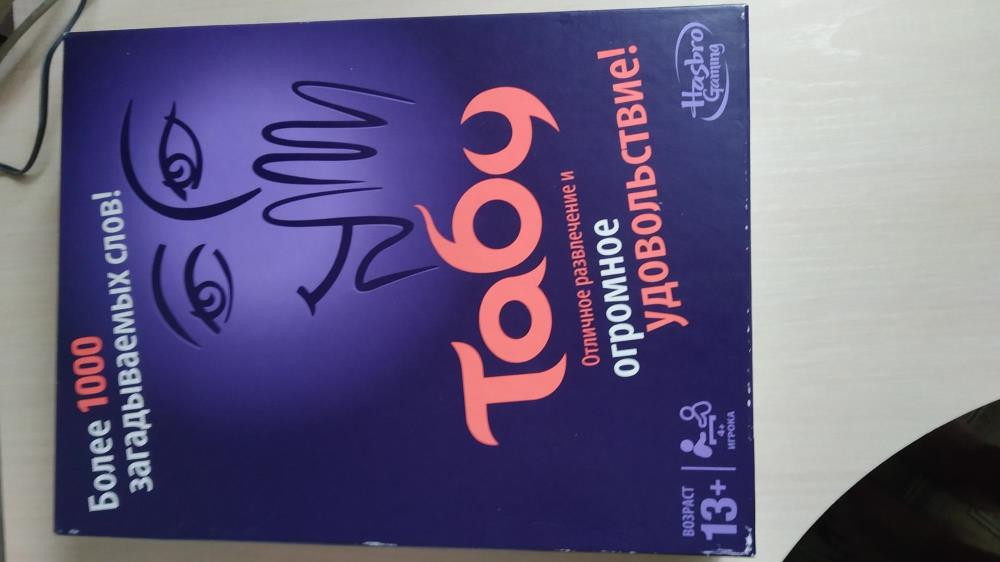 Более 1000
загадываемых слов!
Табу
Отличное развлечение и
огромное
удовольствие!
ВОЗРАСТ
13+
4+
ИГРОКА
Hasbro
Gaming